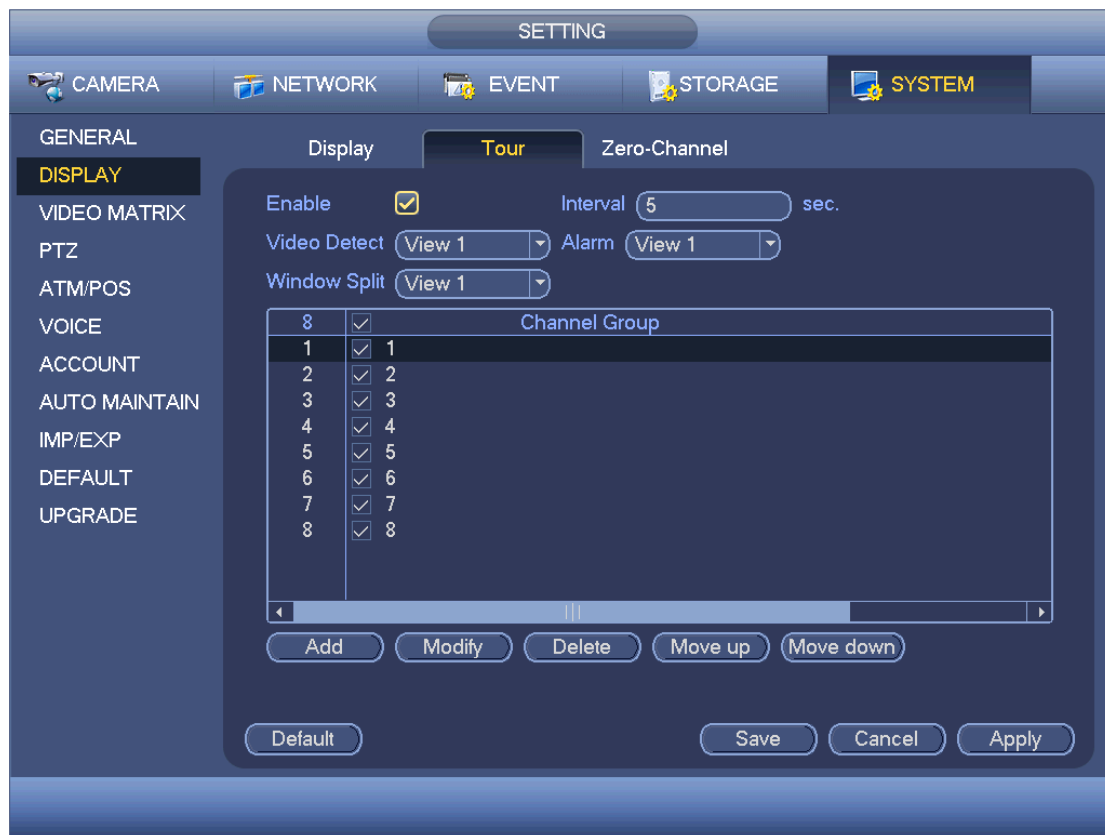 SETTING
CAMERA NETWORK EVENT STORAGE SYSTEM
GENERAL
DISPLAY
VIDEO MATRIX
PTZ
ATM/POS
VOICE
ACCOUNT
AUTO MAINTAIN
IMP/EXP
DEFAULT
UPGRADE
Display Tour Zero-Channel
Enable Interval 5 sec.
Video Detect View 1 Alarm View 1
Window Split View 1
8 Channel Group
1 1
2 2
3 3
4 4
5 5
6 6
7 7
8 8
Add Modify Delete Move up Move down
Default Save Cancel Apply